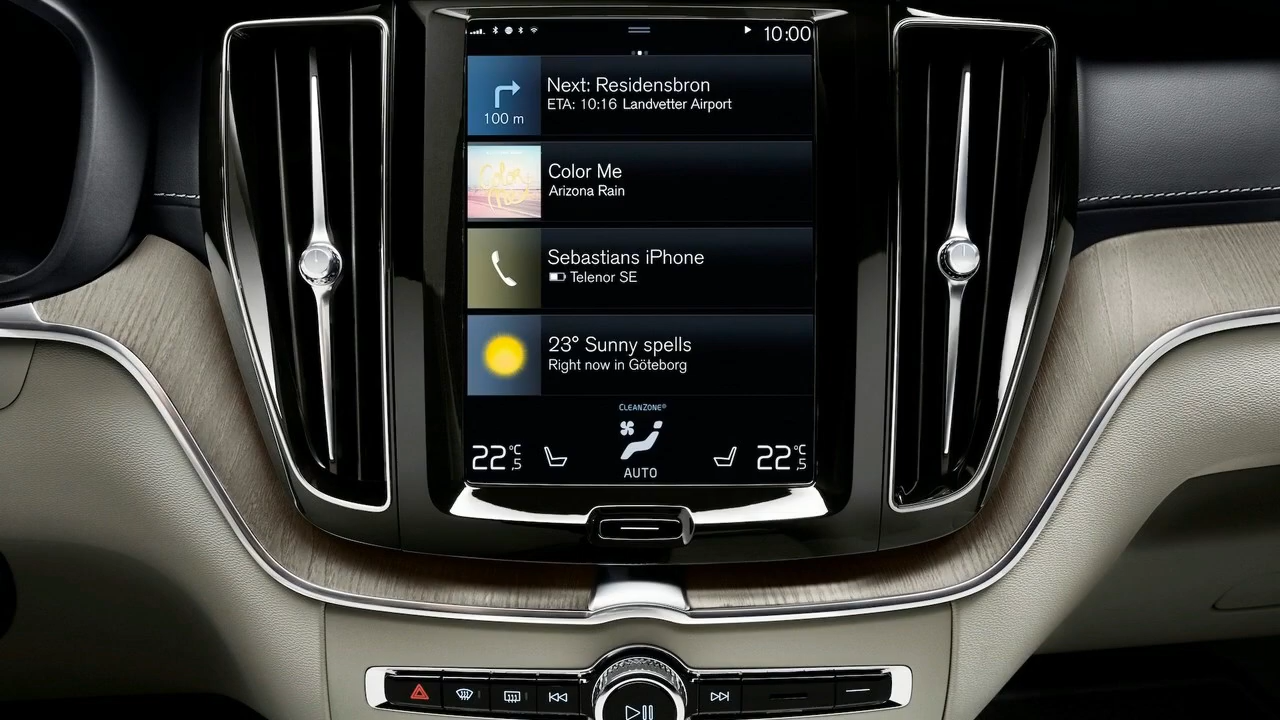 10:00
Next: Residensbron
ETA: 10:16 Landvetter Airport
100 m
Color Me
Arizona Rain
Sebastians iPhone
Telenor SE
23° Sunny spells
Right now in Göteborg
CLEANZONE®
22,5 °C
22,5 °C
AUTO